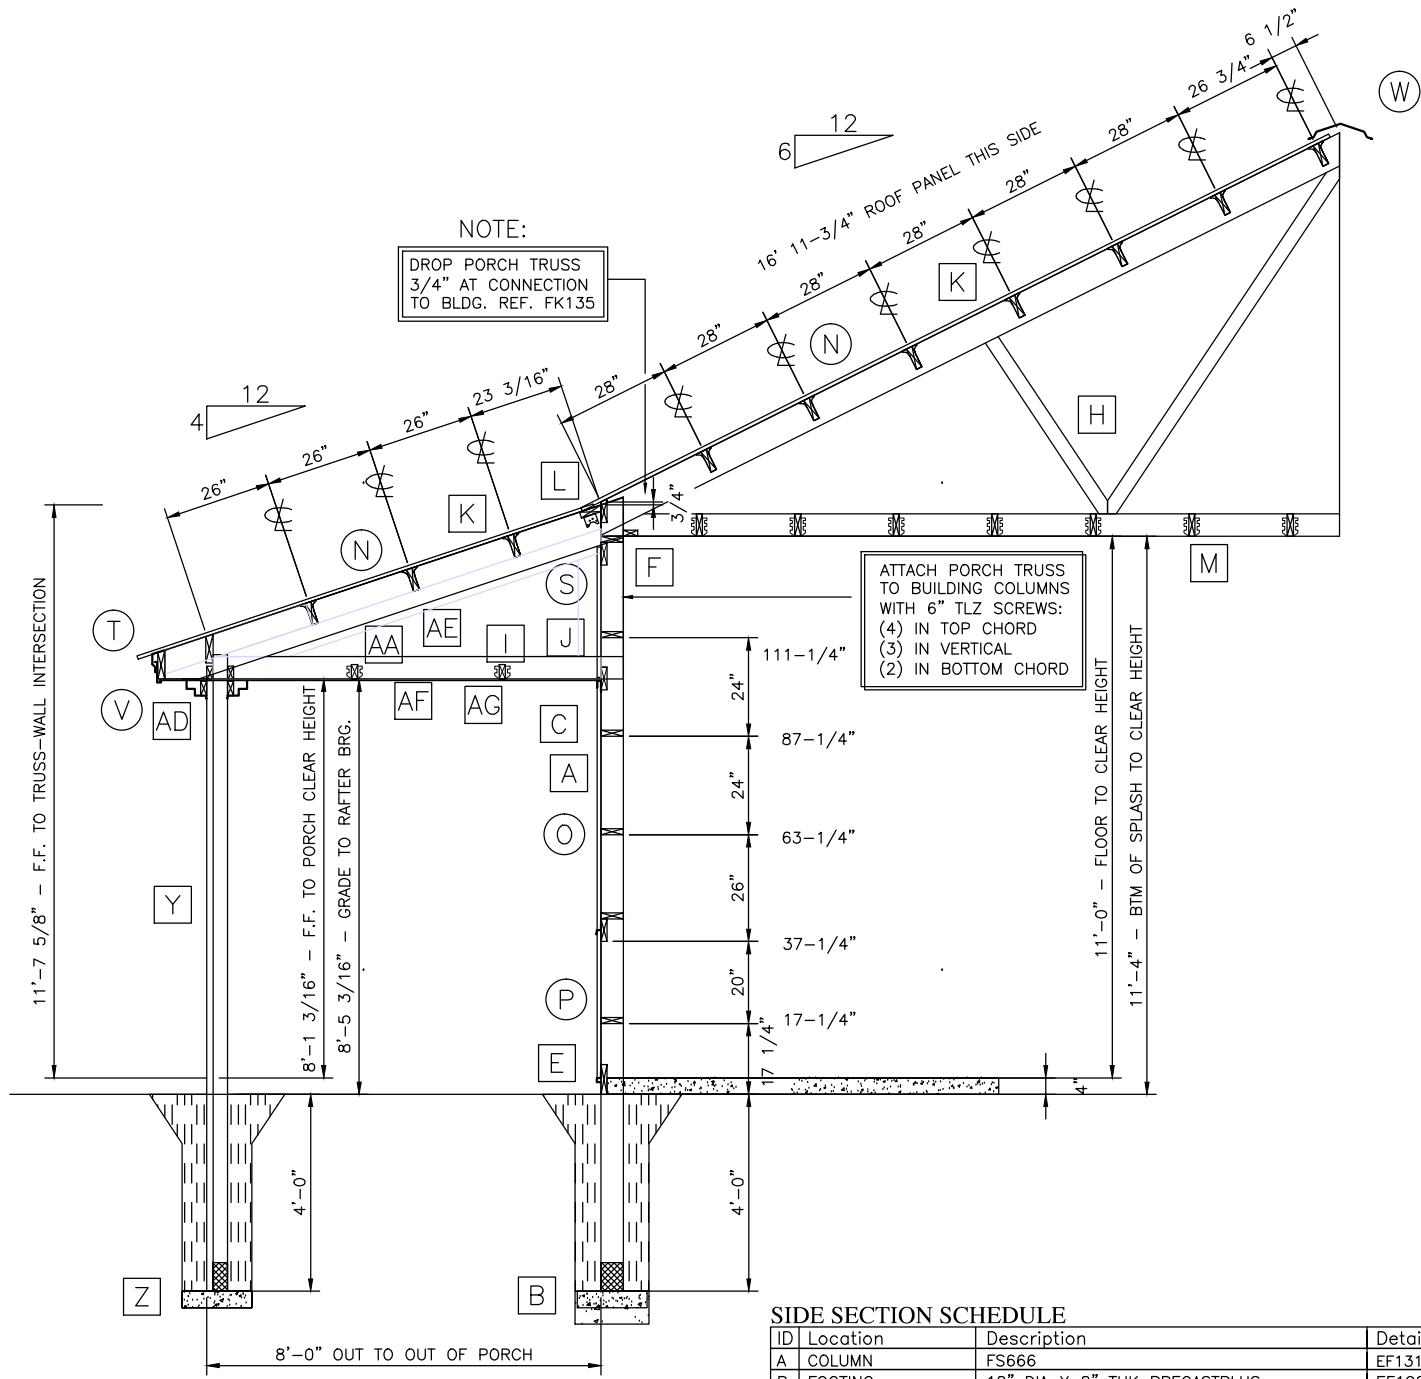 6 1/2"
26 3/4"
W
12
6
28"
28"
28"
28"
28"
28"
16' 11-3/4" ROOF PANEL THIS SIDE
K
N
H
NOTE:
DROP PORCH TRUSS
3/4" AT CONNECTION
TO BLDG. REF. FK135
12
4
23 3/16"
26"
26"
26"
L
K
N
3/4"
S
F
M
T
AA
AE
I
J
V
AD
AF
AG
C
A
O
P
E
Y
ATTACH PORCH TRUSS
TO BUILDING COLUMNS
WITH 6" TLZ SCREWS:
(4) IN TOP CHORD
(3) IN VERTICAL
(2) IN BOTTOM CHORD
111-1/4"
24"
87-1/4"
24"
63-1/4"
26"
37-1/4"
20"
17-1/4"
17 1/4"
11'-7 5/8" - F.F. TO TRUSS-WALL INTERSECTION
8'-1 3/16" - F.F. TO PORCH CLEAR HEIGHT
8'-5 3/16" - GRADE TO RAFTER BRG.
11'-0" - FLOOR TO CLEAR HEIGHT
11'-4" - BTM OF SPLASH TO CLEAR HEIGHT
4"
4'-0"
4'-0"
Z
B
8'-0" OUT TO OUT OF PORCH
SIDE SECTION SCHEDULE
ID Location Description Detai
A COLUMN FS666 EF131